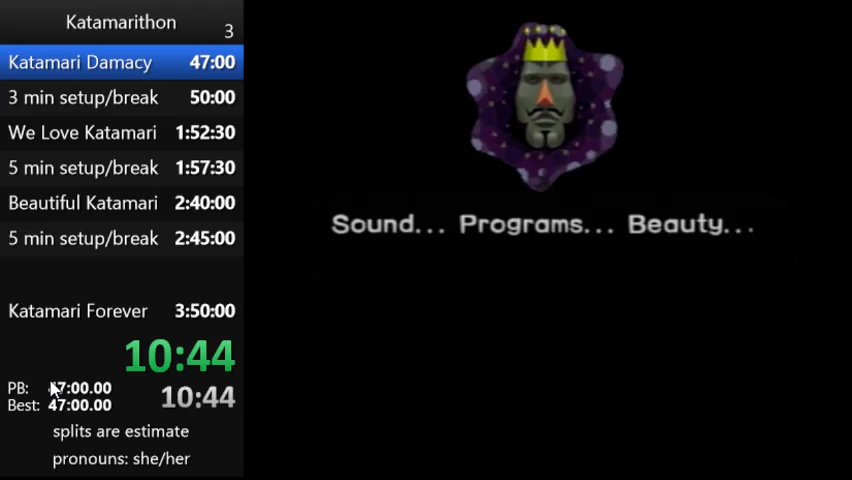 Katamarithon
3
Katamari Damacy 47:00
3 min setup/break 50:00
We Love Katamari 1:52:30
5 min setup/break 1:57:30
Beautiful Katamari 2:40:00
5 min setup/break 2:45:00
Katamari Forever 3:50:00
10:44
PB: 47:00.00
Best: 47:00.00
10:44
splits are estimate
pronouns: she/her
Sound... Programs... Beauty...